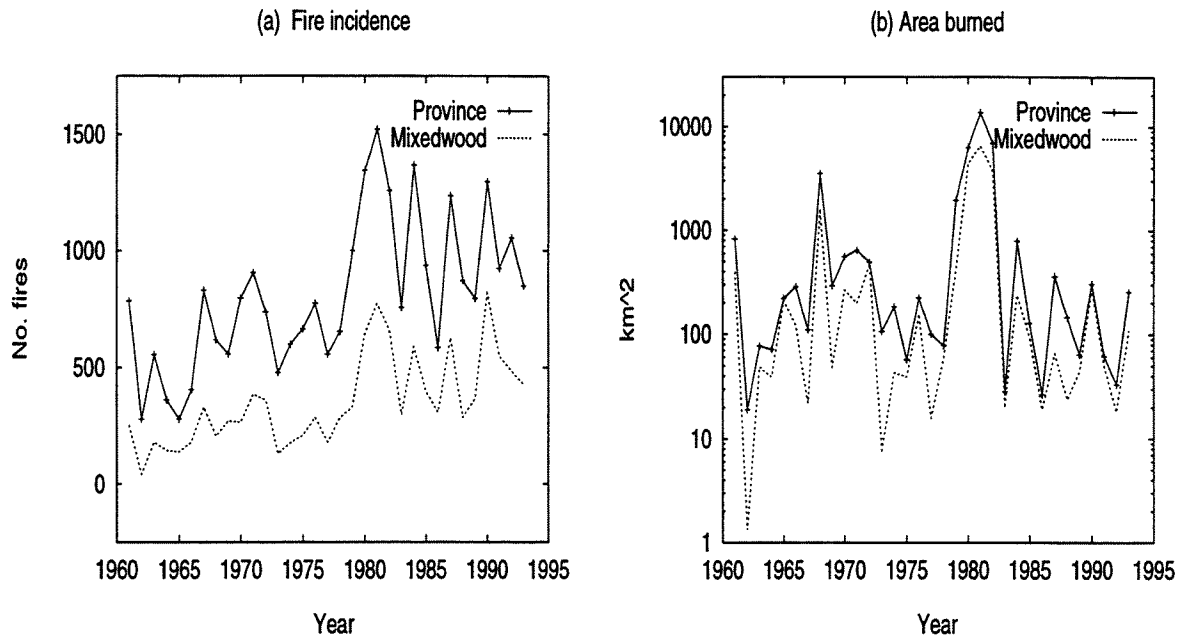 (a) Fire incidence
Province
Mixedwood
1500
1000
500
0
No. fires
1960 1965 1970 1975 1980 1985 1990 1995
Year
(b) Area burned
Province
Mixedwood
10000
1000
100
10
1
km^2
1960 1965 1970 1975 1980 1985 1990 1995
Year